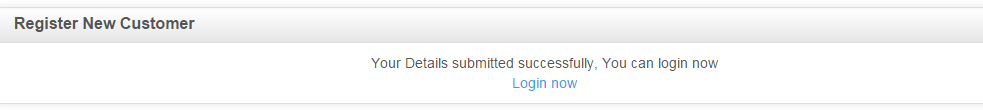 Register New Customer
Your Details submitted successfully, You can login now
Login now